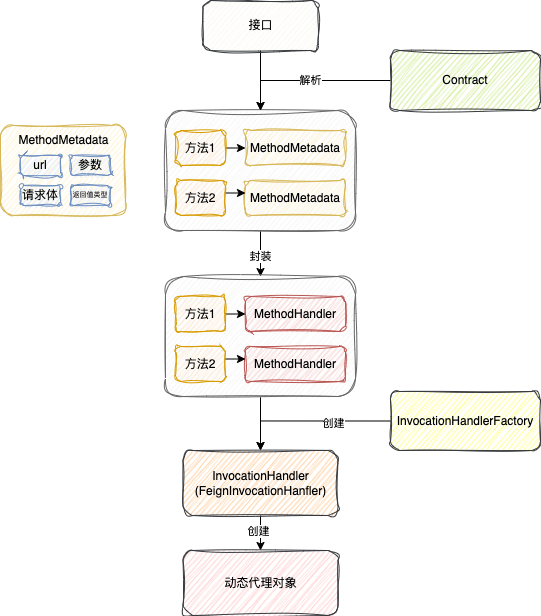 接口
解析
Contract
MethodMetadata
url
参数
请求体
返回值类型
方法1
MethodMetadata
方法2
MethodMetadata
封装
方法1
MethodHandler
方法2
MethodHandler
创建
InvocationHandlerFactory
InvocationHandler
(FeignInvocationHanfler)
创建
动态代理对象